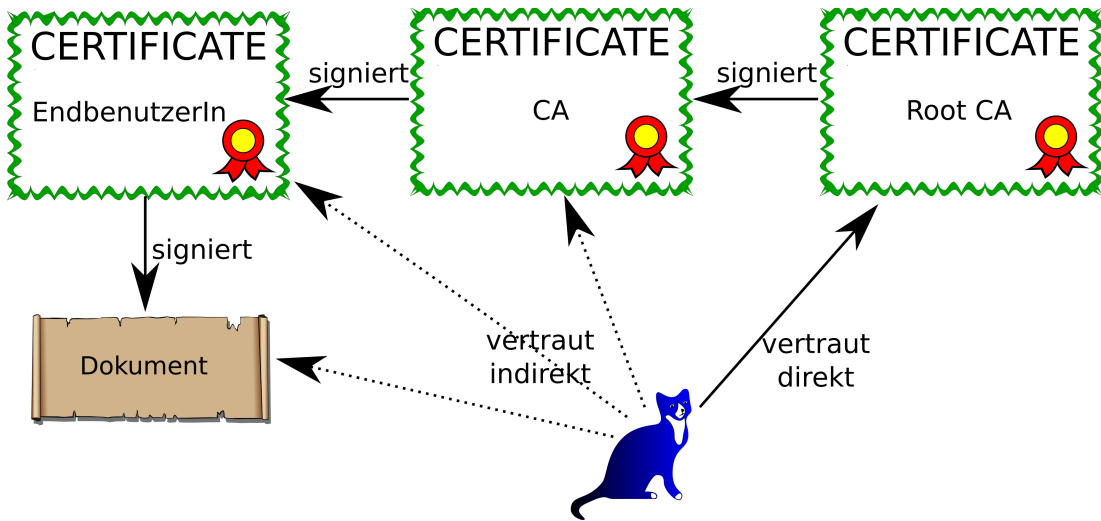 CERTIFICATE
EndbenutzerIn
signiert
CERTIFICATE
CA
signiert
CERTIFICATE
Root CA
signiert
Dokument
vertraut
indirekt
vertraut
direkt